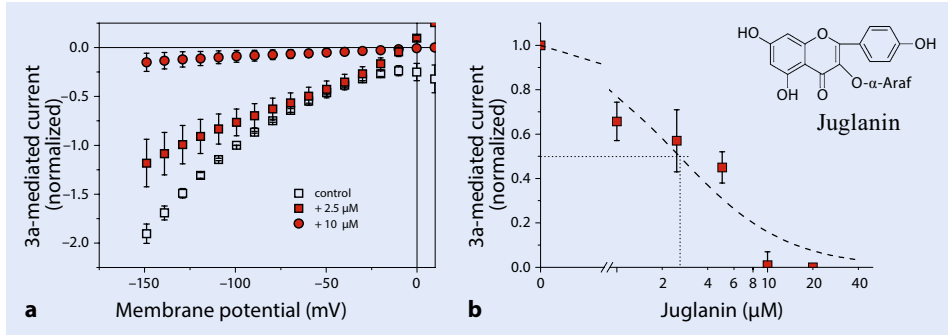 0.0
−0.5
−1.0
−1.5
−2.0
3a-mediated current
(normalized)
control
+ 2.5 µM
+ 10 µM
−150
−100
−50
0
Membrane potential (mV)
a
1.0
0.8
0.6
0.4
0.2
0.0
3a-mediated current
(normalized)
0
2
4
6
8
10
20
40
Juglanin (µM)
b
HO
O
OH
O-α-Araf
OH
O
Juglanin